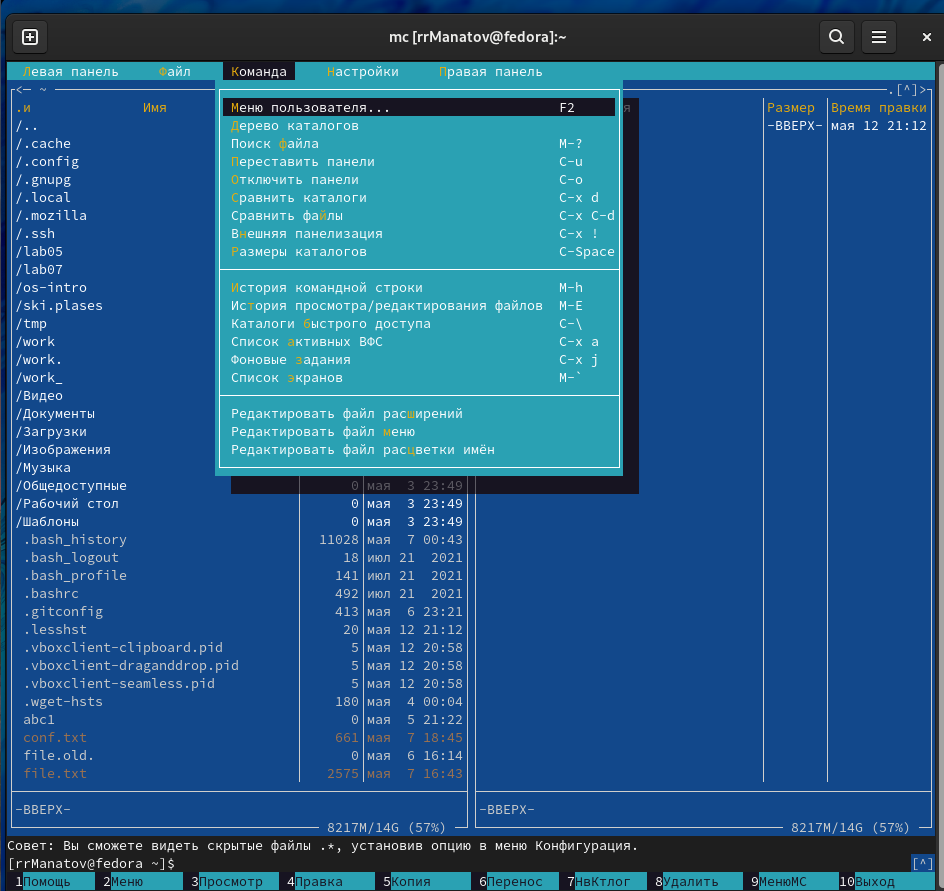 mc [rrManatov@fedora]:~
Левая панель Файл Команда Настройки Правая панель
<— ~ .[^]>
.и Имя я Размер Время правки
/.. Меню пользователя... F2 -ВВЕРХ- мая 12 21:12
Дерево каталогов
/.cache Поиск файла M-?
/.config Переставить панели C-u
/.gnupg Отключить панели C-o
/.local Сравнить каталоги C-x d
/.mozilla Сравнить файлы C-x C-d
/.ssh Внешняя панелизация C-x !
/lab05 Размеры каталогов C-Space
/lab07
/os-intro История командной строки M-h
/ski.plases История просмотра/редактирования файлов M-E
/tmp Каталоги быстрого доступа C-\
/work Список активных ВФС C-x a
/work. Фоновые задания C-x j
/work_ Список экранов M-`
/Видео
/Документы Редактировать файл расширений
/Загрузки Редактировать файл меню
/Изображения Редактировать файл расцветки имён
/Музыка
/Общедоступные 0 мая 3 23:49
/Рабочий стол 0 мая 3 23:49
/Шаблоны 0 мая 3 23:49
.bash_history 11028 мая 7 00:43
.bash_logout 18 июл 21 2021
.bash_profile 141 июл 21 2021
.bashrc 492 июл 21 2021
.gitconfig 413 мая 6 23:21
.lesshst 20 мая 12 21:12
.vboxclient-clipboard.pid 5 мая 12 20:58
.vboxclient-draganddrop.pid 5 мая 12 20:58
.vboxclient-seamless.pid 5 мая 12 20:58
.wget-hsts 180 мая 4 00:04
abc1 0 мая 5 21:22
conf.txt 661 мая 7 18:45
file.old. 0 мая 6 16:14
file.txt 2575 мая 7 16:43
-ВВЕРХ- -ВВЕРХ-
8217M/14G (57%) 8217M/14G (57%)
Совет: Вы сможете видеть скрытые файлы .*, установив опцию в меню Конфигурация.
[rrManatov@fedora ~]$ [^]
1Помощь 2Меню 3Просмотр 4Правка 5Копия 6Перенос 7НвКтлог 8Удалить 9МенюМС 10Выход